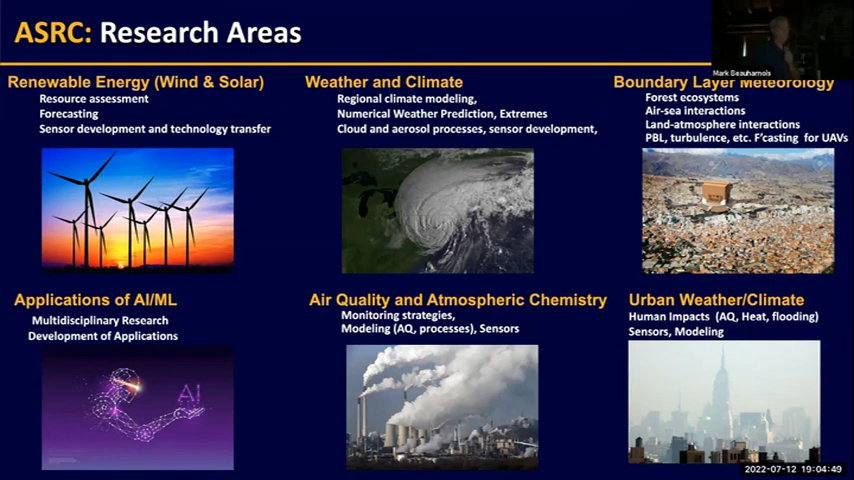 ASRC: Research Areas
Mark Beauharnois
Renewable Energy (Wind & Solar)
Resource assessment
Forecasting
Sensor development and technology transfer
Weather and Climate
Regional climate modeling,
Numerical Weather Prediction, Extremes
Cloud and aerosol processes, sensor development,
Boundary Layer Meteorology
Forest ecosystems
Air-sea interactions
Land-atmosphere interactions
PBL, turbulence, etc. F'casting for UAVs
Applications of AI/ML
Multidisciplinary Research
Development of Applications
AI
Air Quality and Atmospheric Chemistry
Monitoring strategies,
Modeling (AQ, processes), Sensors
Urban Weather/Climate
Human Impacts (AQ, Heat, flooding)
Sensors, Modeling
2022-07-12 19:04:49